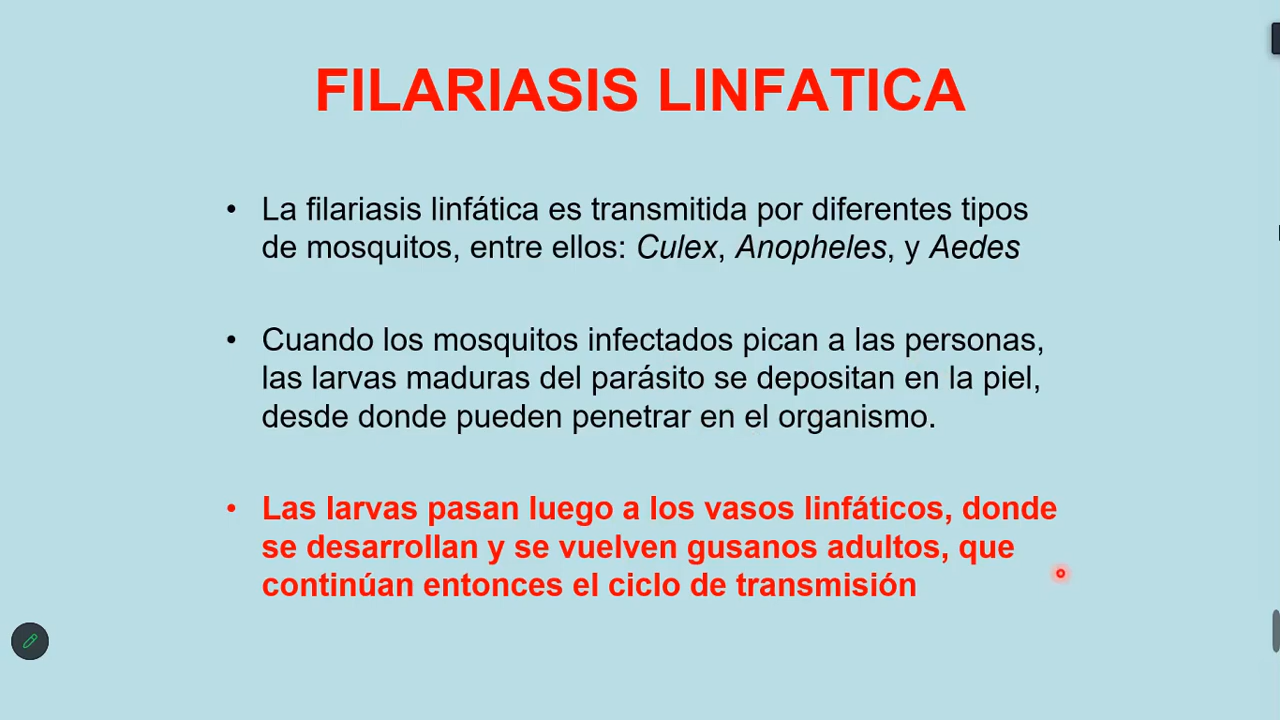 FILARIASIS LINFATICA
• La filariasis linfática es transmitida por diferentes tipos
de mosquitos, entre ellos: Culex, Anopheles, y Aedes
• Cuando los mosquitos infectados pican a las personas,
las larvas maduras del parásito se depositan en la piel,
desde donde pueden penetrar en el organismo.
• Las larvas pasan luego a los vasos linfáticos, donde
se desarrollan y se vuelven gusanos adultos, que
continúan entonces el ciclo de transmisión